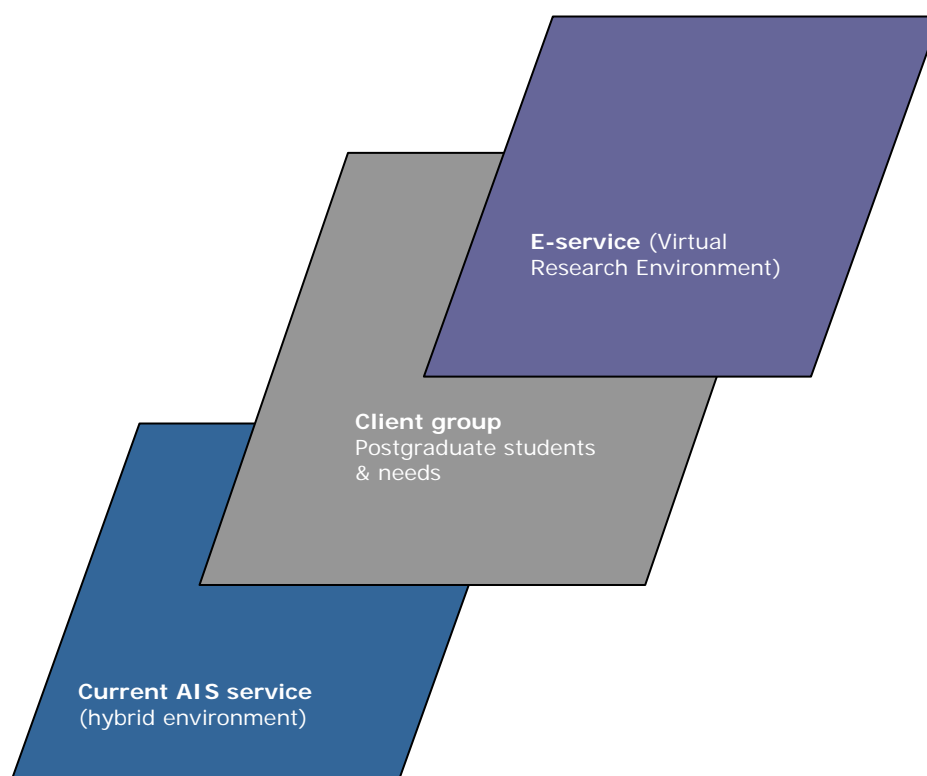 E-service (Virtual
Research Environment)
Client group
Postgraduate students
& needs
Current AIS service
(hybrid environment)